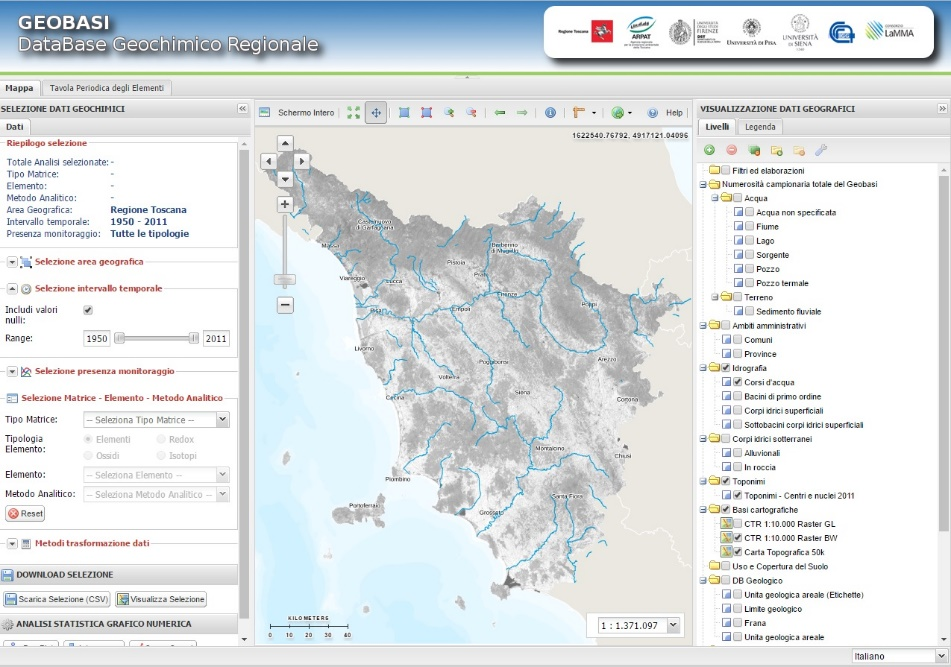 GEOBASI
DataBase Geochimico Regionale
Regione Toscana
ARPAT
UNIVERSITÀ DI PISA
UNIVERSITÀ DI SIENA
LaMMA
Mappa
Tavola Periodica degli Elementi
SELEZIONE DATI GEOCHIMICI
Dati
Riepilogo selezione
Totale Analisi selezionate: -
Tipo Matrice: -
Elemento: -
Metodo Analitico: -
Area Geografica: Regione Toscana
Intervallo temporale: 1950 - 2011
Presenza monitoraggio: Tutte le tipologie
Selezione area geografica
Selezione intervallo temporale
Includi valori nulli:
Range: 1950 2011
Selezione presenza monitoraggio
Selezione Matrice - Elemento - Metodo Analitico
Tipo Matrice: -- Seleziona Tipo Matrice --
Tipologia Elemento:
Elementi Redox
Ossidi Isotopi
Elemento: -- Seleziona Elemento --
Metodo Analitico: -- Seleziona Metodo Analitico --
Reset
Metodi trasformazione dati
DOWNLOAD SELEZIONE
Scarica Selezione (CSV)
Visualizza Selezione
ANALISI STATISTICA GRAFICO NUMERICA
Schermo Intero
Help
1622540.76792, 4917121.04096
Castelnuovo di Garfagnana
Massa
Barberino di Mugello
Pistoia
Prato
Viareggio
Lucca
Firenze
Poppi
Pisa
Empoli
Livorno
Poggibonsi
Arezzo
Volterra
Siena
Cecina
Cortona
Montalcino
Chiusi
Piombino
Santa Fiora
Portoferraio
Grosseto
KILOMETERS
0 10 20 30 40
1 : 1.371.097
VISUALIZZAZIONE DATI GEOGRAFICI
Livelli
Legenda
Filtri ed elaborazioni
Numerosità campionaria totale del Geobasi
Acqua
Acqua non specificata
Fiume
Lago
Sorgente
Pozzo
Pozzo termale
Terreno
Sedimento fluviale
Ambiti amministrativi
Comuni
Province
Idrografia
Corsi d'acqua
Bacini di primo ordine
Corpi idrici superficiali
Sottobacini corpi idrici superficiali
Corpi idrici sotterranei
Alluvionali
In roccia
Toponimi
Toponimi - Centri e nuclei 2011
Basi cartografiche
CTR 1:10.000 Raster GL
CTR 1:10.000 Raster BW
Carta Topografica 50k
Uso e Copertura del Suolo
DB Geologico
Unita geologica areale (Etichette)
Limite geologico
Frana
Unita geologica areale
Italiano